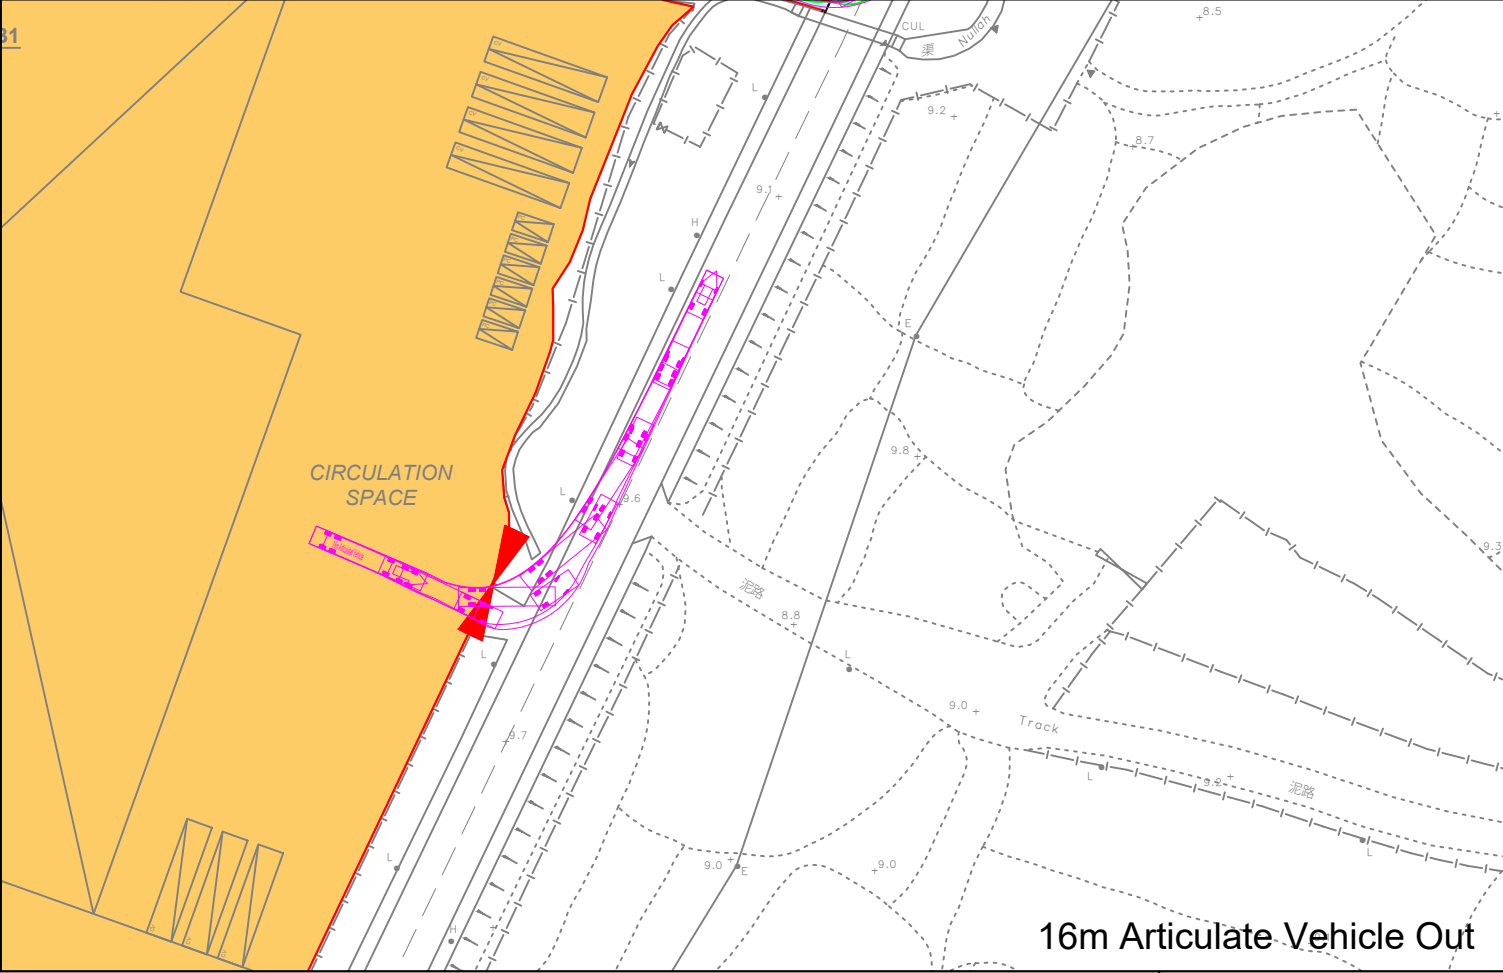 8.5
CUL
Nullah
渠
31
L
9.2
8.7
9.1
H
L
E
9.8
CIRCULATION
SPACE
L
9.6
9.3
泥路
8.8
L
L
9.0
Track
9.7
L
9.2
泥路
L
L
9.0
E
9.0
H
16m Articulate Vehicle Out